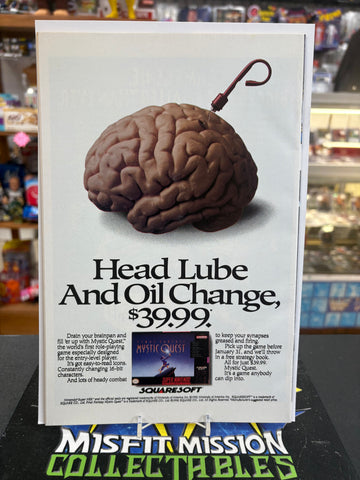 Head Lube
And Oil Change,
$39.99.*
Drain your brainpan and
fill 'er up with Mystic Quest,™
the world's first role-playing
game especially designed
for the entry-level player.
It's got easy-to-read icons.
Constantly changing 16-bit
characters.
And lots of heady combat
MYSTIC QUEST
to keep your synapses
greased and firing.
Pick up the game before
January 31, and we'll throw
in a free strategy book.
All for just $39.99.
Mystic Quest.
It's a game anybody
can dip into.
SQUARESOFT
MISFIT MISSION
COLLECTABLES